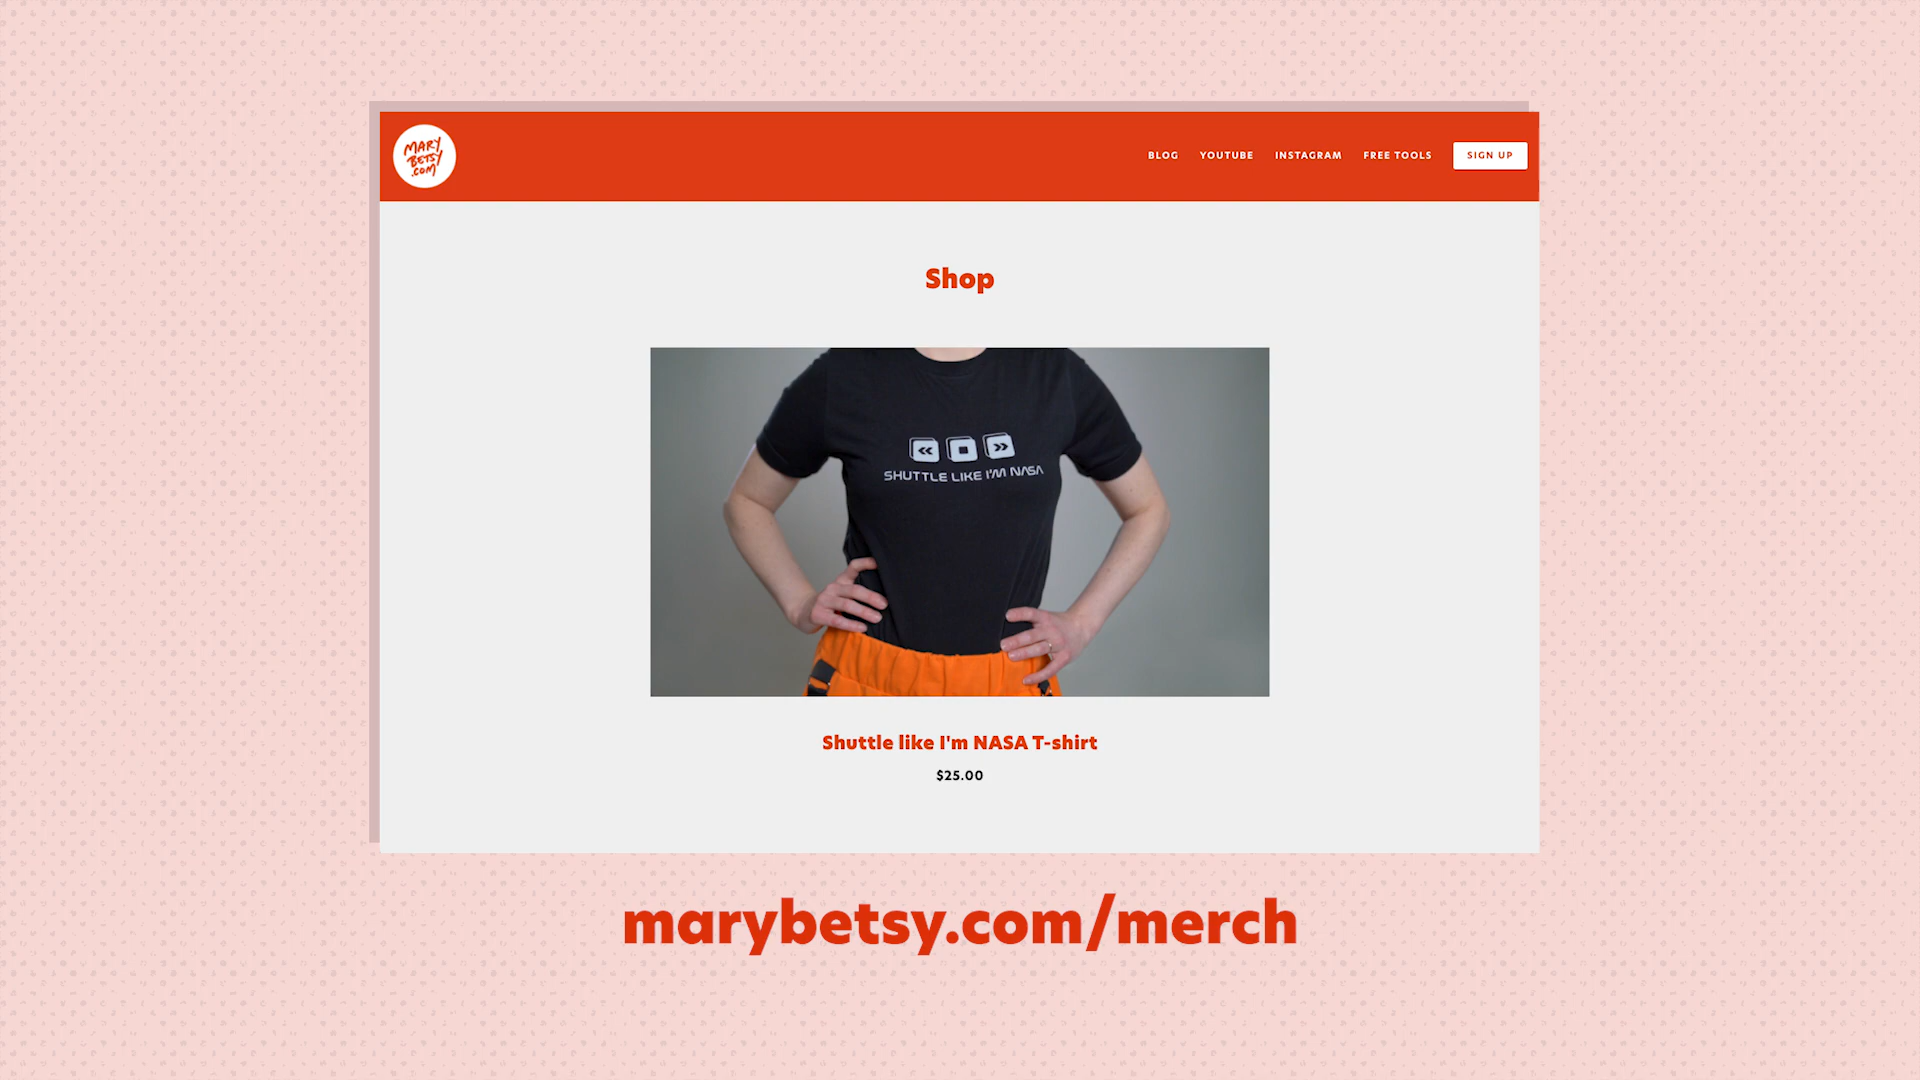 MARY
BETSY
.COM
BLOG YOUTUBE INSTAGRAM FREE TOOLS SIGN UP
Shop
SHUTTLE LIKE I'M NASA
Shuttle like I'm NASA T-shirt
$25.00
marybetsy.com/merch